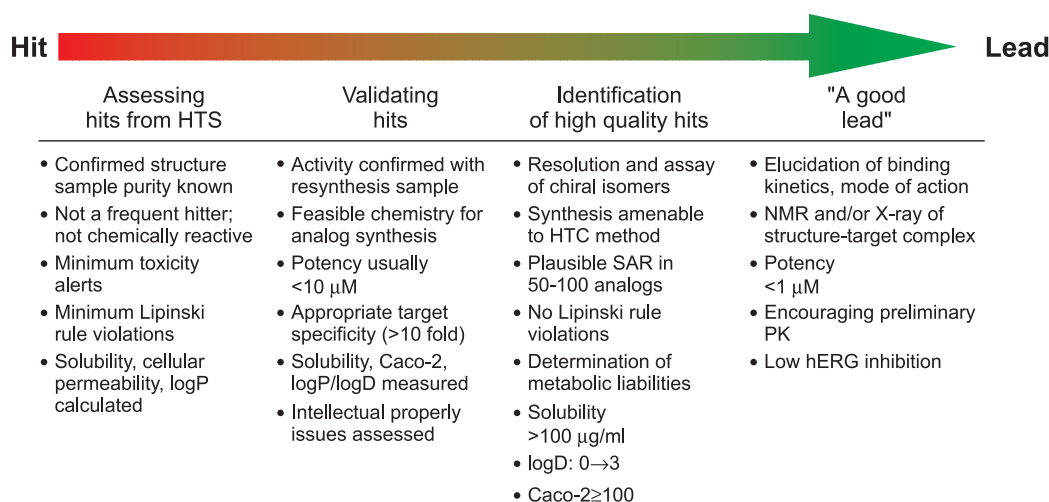 Hit
Lead
Assessing
hits from HTS
• Confirmed structure
sample purity known
• Not a frequent hitter;
not chemically reactive
• Minimum toxicity
alerts
• Minimum Lipinski
rule violations
• Solubility, cellular
permeability, logP
calculated
Validating
hits
• Activity confirmed with
resynthesis sample
• Feasible chemistry for
analog synthesis
• Potency usually
<10 μM
• Appropriate target
specificity (>10 fold)
• Solubility, Caco-2,
logP/logD measured
• Intellectual properly
issues assessed
Identification
of high quality hits
• Resolution and assay
of chiral isomers
• Synthesis amenable
to HTC method
• Plausible SAR in
50-100 analogs
• No Lipinski rule
violations
• Determination of
metabolic liabilities
• Solubility
>100 μg/ml
• logD: 0→3
• Caco-2≥100
"A good
lead"
• Elucidation of binding
kinetics, mode of action
• NMR and/or X-ray of
structure-target complex
• Potency
<1 μM
• Encouraging preliminary
PK
• Low hERG inhibition